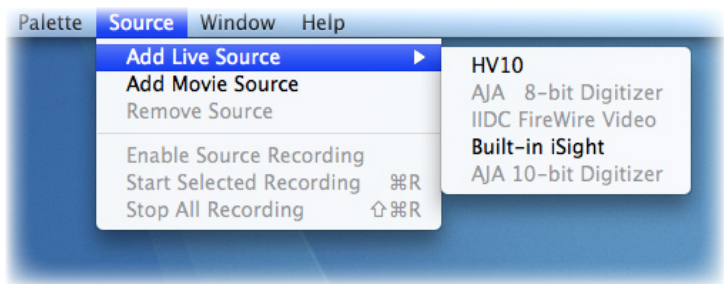 Palette Source Window Help
Add Live Source ▶
Add Movie Source
Remove Source
Enable Source Recording
Start Selected Recording ⌘R
Stop All Recording ⇧⌘R
HV10
AJA 8-bit Digitizer
IIDC FireWire Video
Built-in iSight
AJA 10-bit Digitizer